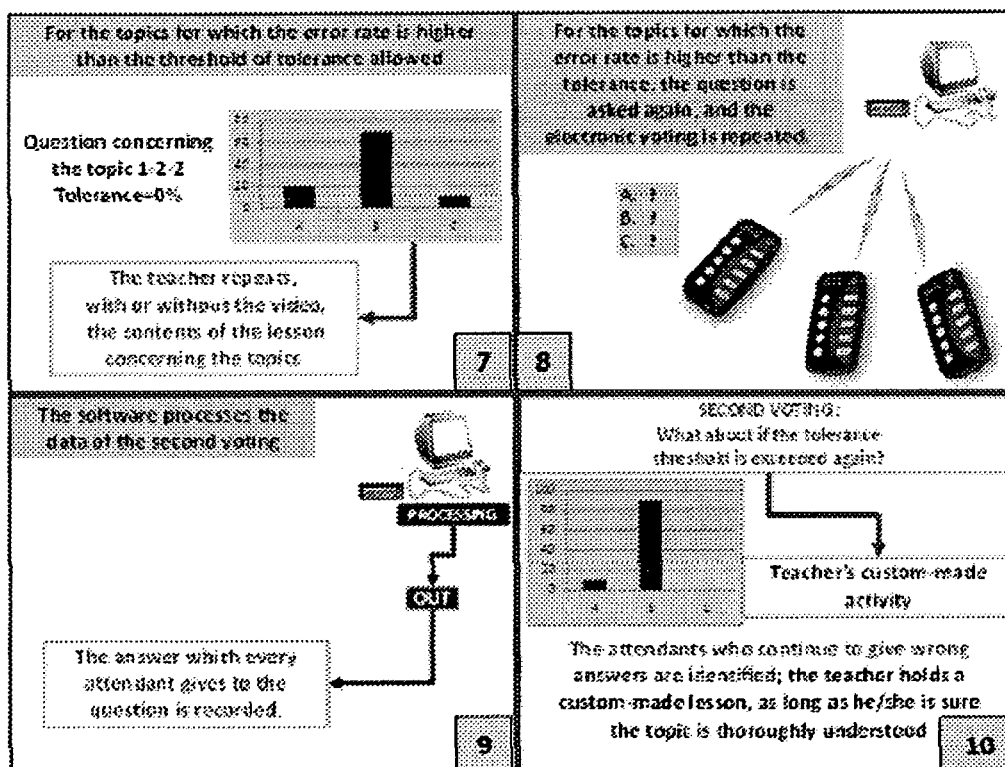 For the topics for which the error rate is higher
than the threshold of tolerance allowed
Question concerning
the topic 1-2-2
Tolerance=0%
20
0
A
B
C
The teacher repeats,
with or without the video,
the contents of the lesson
concerning the topics
7
For the topics for which the
error rate is higher than the
tolerance, the question is
asked again, and the
electronic voting is repeated.
A. ?
B. ?
C. ?
8
The software processes the
data of the second voting
PROCESSING
OUT
The answer which every
attendant gives to the
question is recorded.
9
SECOND VOTING:
What about if the tolerance
threshold is exceeded again?
100
A
Teacher's custom-made
activity
The attendants who continue to give wrong
answers are identified; the teacher holds a
custom-made lesson, as long as he/she is sure
the topic is thoroughly understood
10